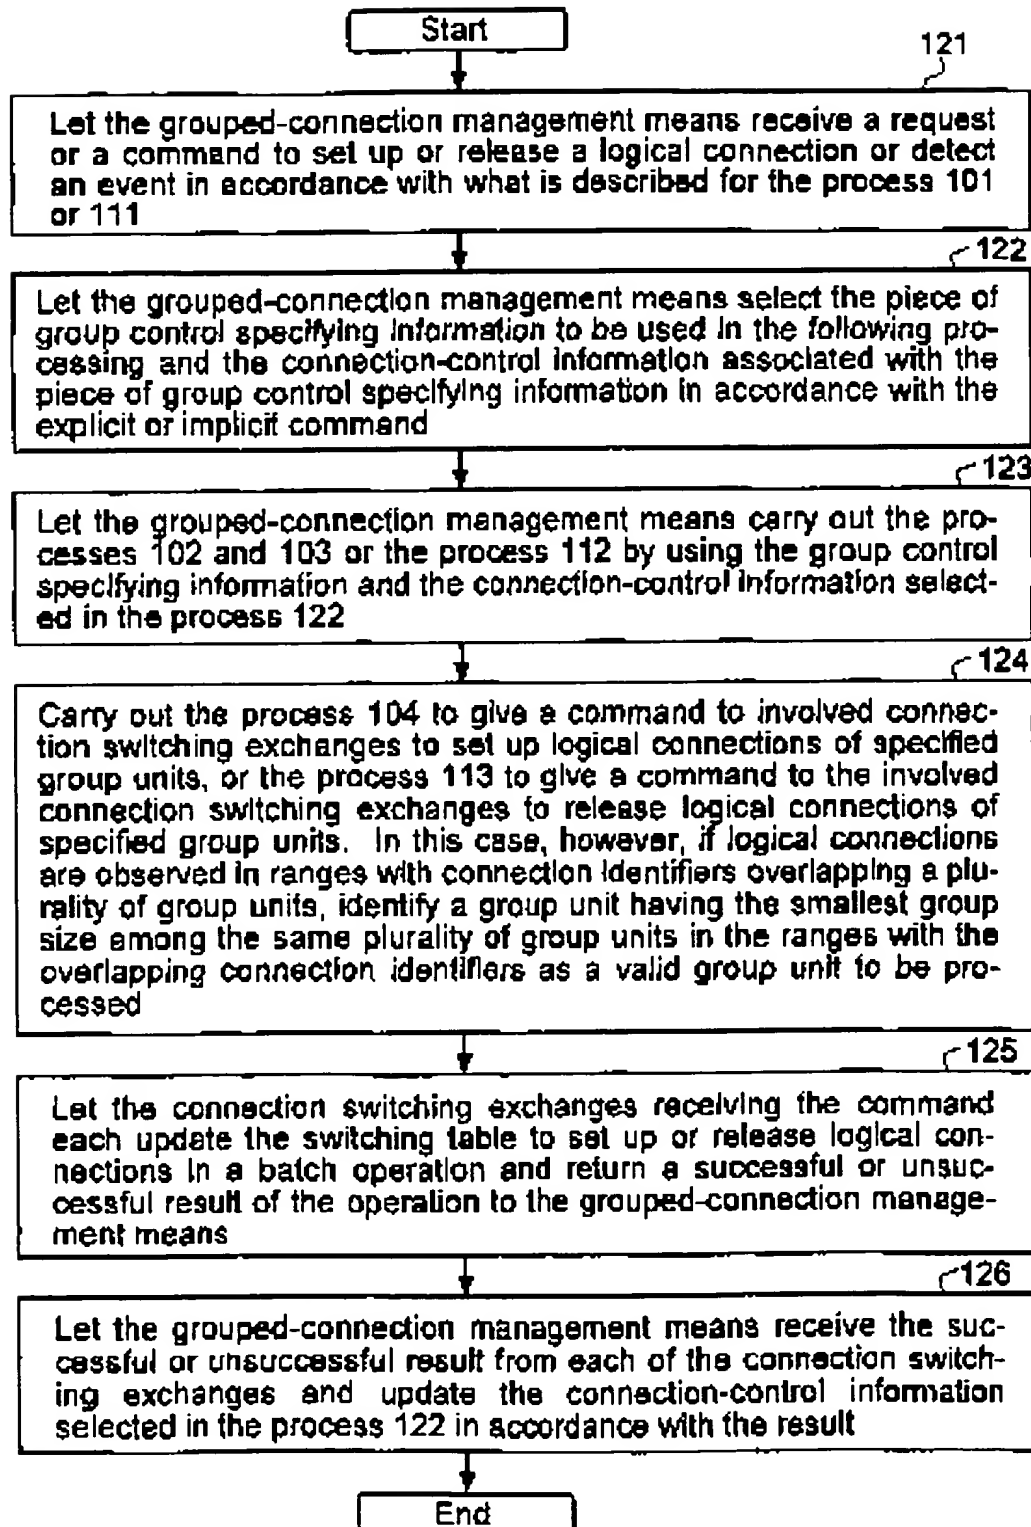 Start
121
Let the grouped-connection management means receive a request
or a command to set up or release a logical connection or detect
an event in accordance with what is described for the process 101
or 111
122
Let the grouped-connection management means select the piece of
group control specifying information to be used in the following pro-
cessing and the connection-control information associated with the
piece of group control specifying information in accordance with the
explicit or implicit command
123
Let the grouped-connection management means carry out the pro-
cesses 102 and 103 or the process 112 by using the group control
specifying information and the connection-control information select-
ed in the process 122
124
Carry out the process 104 to give a command to involved connec-
tion switching exchanges to set up logical connections of specified
group units, or the process 113 to give a command to the involved
connection switching exchanges to release logical connections of
specified group units. In this case, however, if logical connections
are observed in ranges with connection identifiers overlapping a plu-
rality of group units, identify a group unit having the smallest group
size among the same plurality of group units in the ranges with the
overlapping connection identifiers as a valid group unit to be pro-
cessed
125
Let the connection switching exchanges receiving the command
each update the switching table to set up or release logical con-
nections in a batch operation and return a successful or unsuc-
cessful result of the operation to the grouped-connection manage-
ment means
126
Let the grouped-connection management means receive the suc-
cessful or unsuccessful result from each of the connection switch-
ing exchanges and update the connection-control information
selected in the process 122 in accordance with the result
End